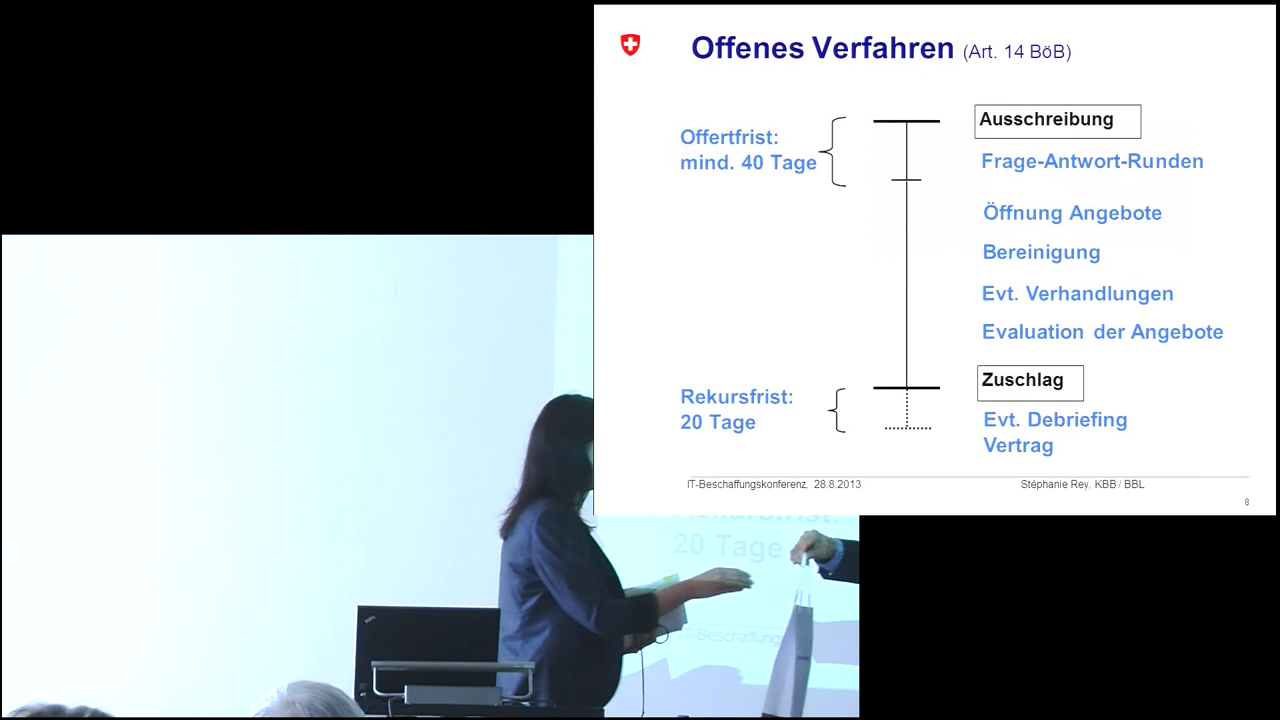 Offenes Verfahren (Art. 14 BöB)
Offertfrist:
mind. 40 Tage
Ausschreibung
Frage-Antwort-Runden
Öffnung Angebote
Bereinigung
Evt. Verhandlungen
Evaluation der Angebote
Rekursfrist:
20 Tage
Zuschlag
Evt. Debriefing
Vertrag
IT-Beschaffungskonferenz, 28.8.2013
Stéphanie Rey, KBB / BBL
8
20 Tage
IT-Beschaffungs